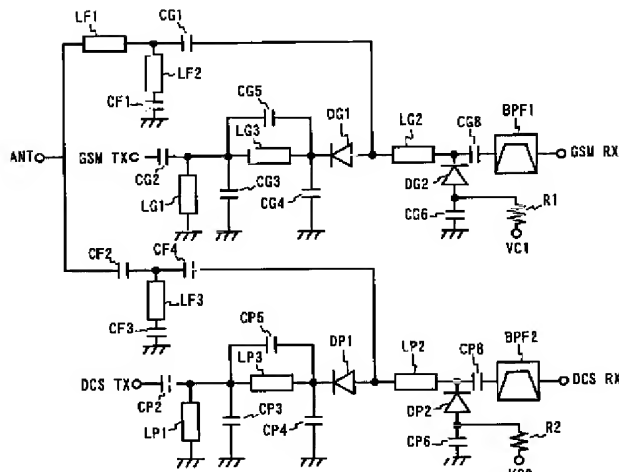 LF1
CG1
LF2
CF1
CG5
DG1
LG2
CG8
BPF1
LG3
ANT
GSM TX
GSM RX
CG2
DG2
LG1
CG3
CG4
CG6
R1
VC1
CF2
CF4
LF3
CF3
CP5
DP1
LP2
CP8
BPF2
LP3
DCS TX
DCS RX
CP2
DP2
LP1
CP3
CP4
CP6
R2